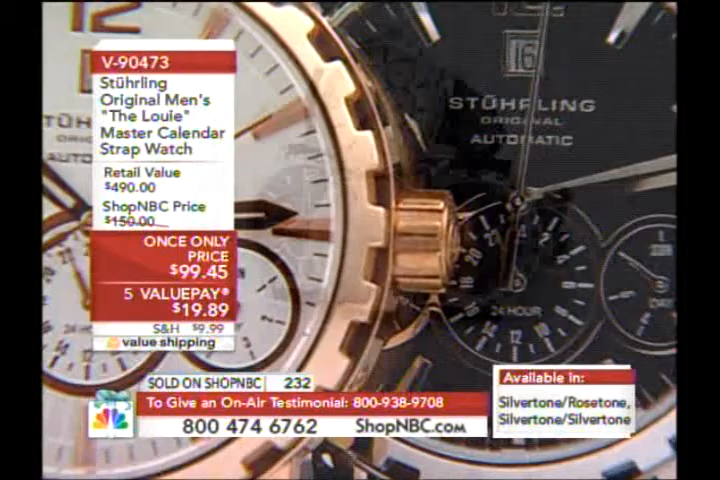 12
V-90473
Stührling
Original Men's
"The Louie"
Master Calendar
Strap Watch
Retail Value
$490.00
ShopNBC Price
$150.00
ONCE ONLY
PRICE
$99.45
5 VALUEPAY®
$19.89
S&H $9.99
value shipping
16
STÜHRLING
ORIGINAL
AUTOMATIC
24 HOUR
DAY
SOLD ON SHOPNBC 232
To Give an On-Air Testimonial: 800-938-9708
800 474 6762 ShopNBC.com
Available in:
Silvertone/Rosetone,
Silvertone/Silvertone